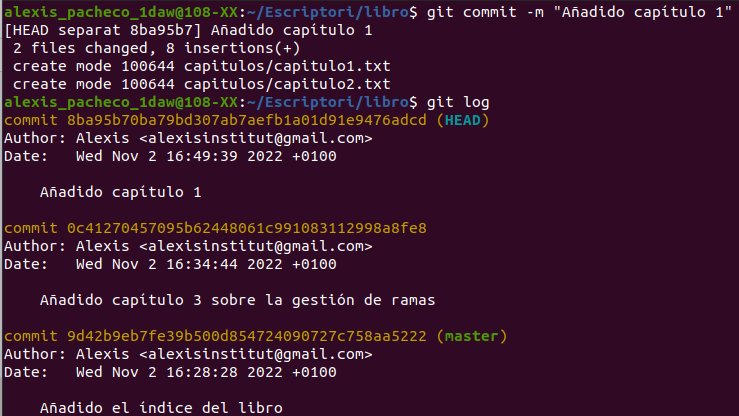 alexis_pacheco_1daw@108-XX:~/Escriptori/libro$ git commit -m "Añadido capítulo 1"
[HEAD separat 8ba95b7] Añadido capítulo 1
 2 files changed, 8 insertions(+)
 create mode 100644 capitulos/capitulo1.txt
 create mode 100644 capitulos/capitulo2.txt
alexis_pacheco_1daw@108-XX:~/Escriptori/libro$ git log
commit 8ba95b70ba79bd307ab7aefb1a01d91e9476adcd (HEAD)
Author: Alexis <alexisinstitut@gmail.com>
Date:   Wed Nov 2 16:49:39 2022 +0100

    Añadido capítulo 1

commit 0c41270457095b62448061c991083112998a8fe8
Author: Alexis <alexisinstitut@gmail.com>
Date:   Wed Nov 2 16:34:44 2022 +0100

    Añadido capítulo 3 sobre la gestión de ramas

commit 9d42b9eb7fe39b500d854724090727c758aa5222 (master)
Author: Alexis <alexisinstitut@gmail.com>
Date:   Wed Nov 2 16:28:28 2022 +0100

    Añadido el índice del libro